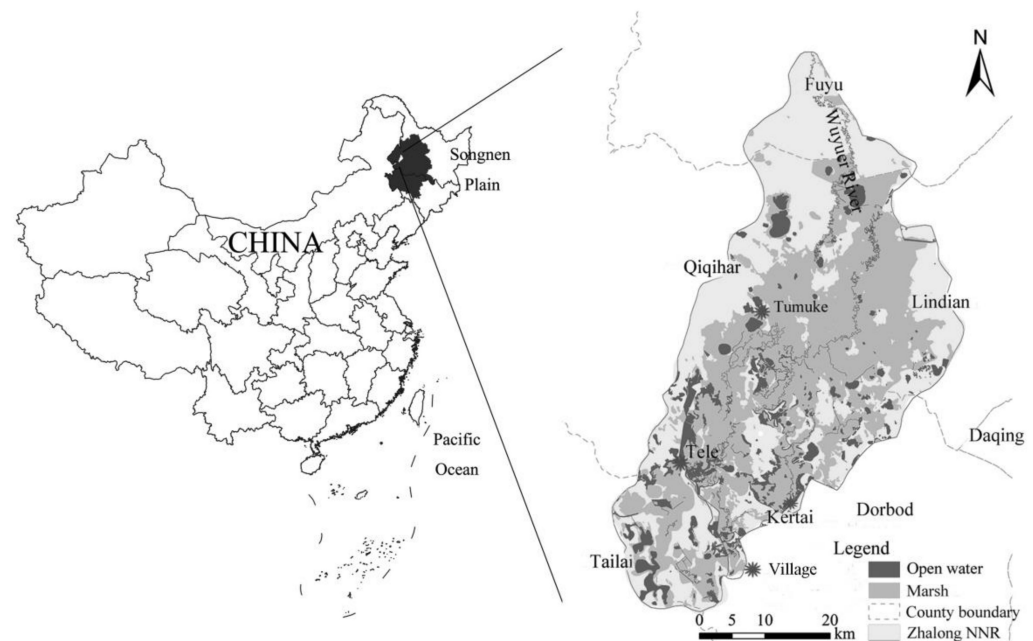 CHINA
Songnen
Plain
Pacific
Ocean
N
Fuyu
Wuyuer River
Qiqihar
Tumuke
Lindian
Tele
Daqing
Kertai
Dorbod
Tailai
Village
Legend
Open water
Marsh
County boundary
Zhalong NNR
0 5 10 20
km